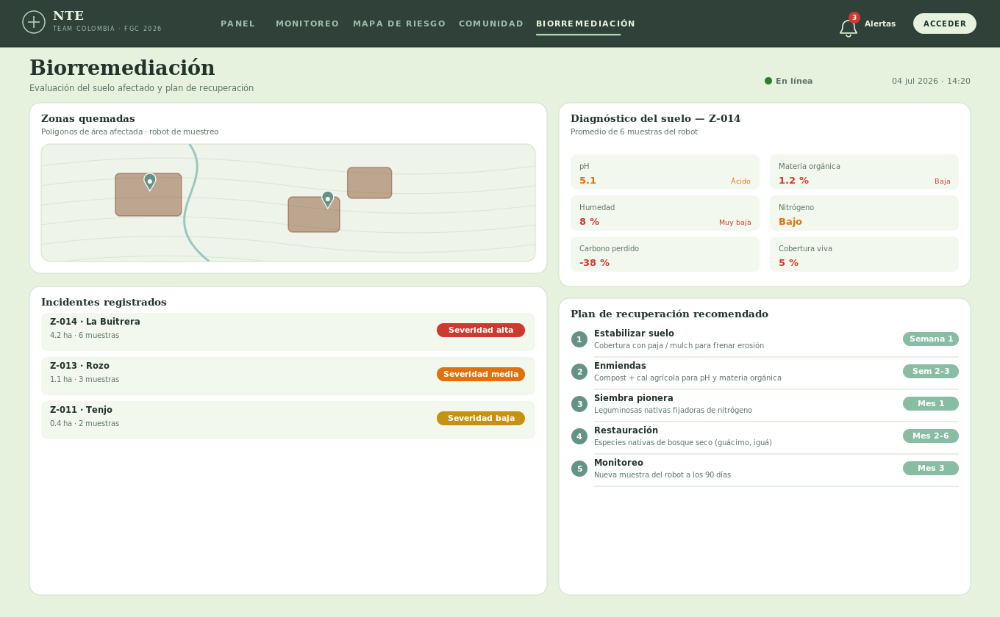 NTE
TEAM COLOMBIA · FGC 2026
PANEL
MONITOREO
MAPA DE RIESGO
COMUNIDAD
BIORREMEDIACIÓN
3
Alertas
ACCEDER
Biorremediación
Evaluación del suelo afectado y plan de recuperación
En línea
04 jul 2026 · 14:20
Zonas quemadas
Polígonos de área afectada · robot de muestreo
Incidentes registrados
Z-014 · La Buitrera
4.2 ha · 6 muestras
Severidad alta
Z-013 · Rozo
1.1 ha · 3 muestras
Severidad media
Z-011 · Tenjo
0.4 ha · 2 muestras
Severidad baja
Diagnóstico del suelo — Z-014
Promedio de 6 muestras del robot
pH
5.1
Ácido
Materia orgánica
1.2 %
Baja
Humedad
8 %
Muy baja
Nitrógeno
Bajo
Carbono perdido
-38 %
Cobertura viva
5 %
Plan de recuperación recomendado
1
Estabilizar suelo
Cobertura con paja / mulch para frenar erosión
Semana 1
2
Enmiendas
Compost + cal agrícola para pH y materia orgánica
Sem 2-3
3
Siembra pionera
Leguminosas nativas fijadoras de nitrógeno
Mes 1
4
Restauración
Especies nativas de bosque seco (guácimo, iguá)
Mes 2-6
5
Monitoreo
Nueva muestra del robot a los 90 días
Mes 3